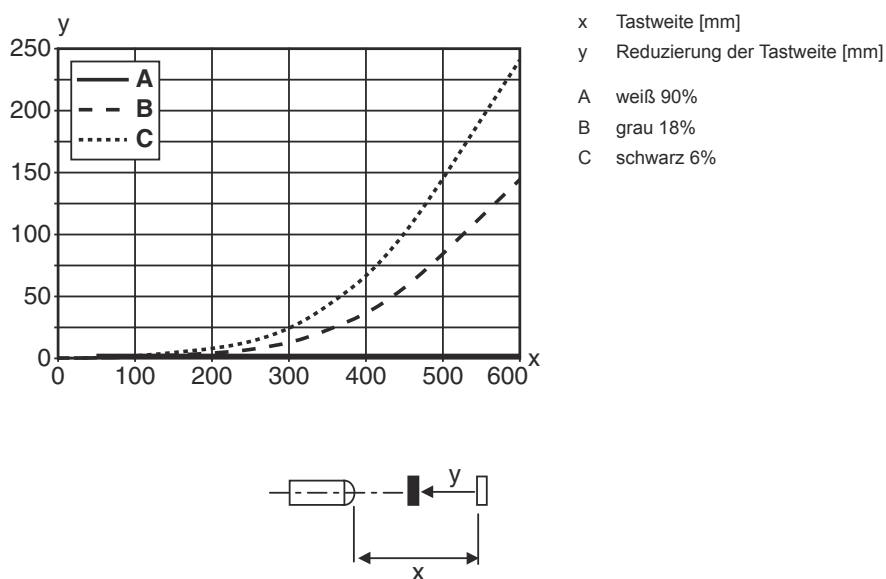 y
250
200
150
100
50
0
A
B
C
0 100 200 300 400 500 600
x
x Tastweite [mm]
y Reduzierung der Tastweite [mm]
A weiß 90%
B grau 18%
C schwarz 6%
y
x